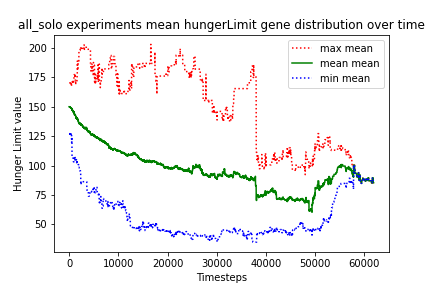 all_solo experiments mean hungerLimit gene distribution over time
max mean
mean mean
min mean
Hunger Limit value
200
175
150
125
100
75
50
0
10000
20000
30000
40000
50000
60000
Timesteps